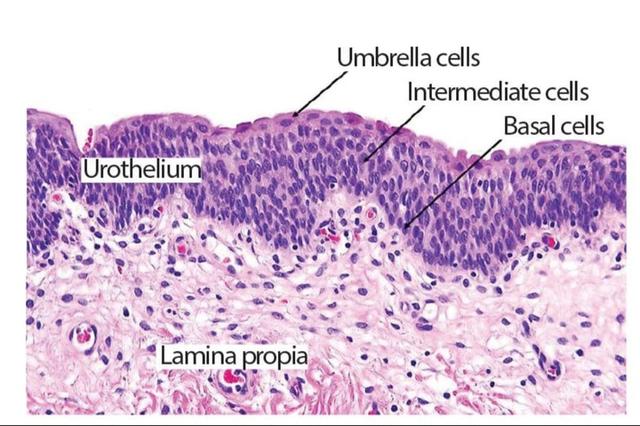 Umbrella cells
Intermediate cells
Basal cells
Urothelium
Lamina propia